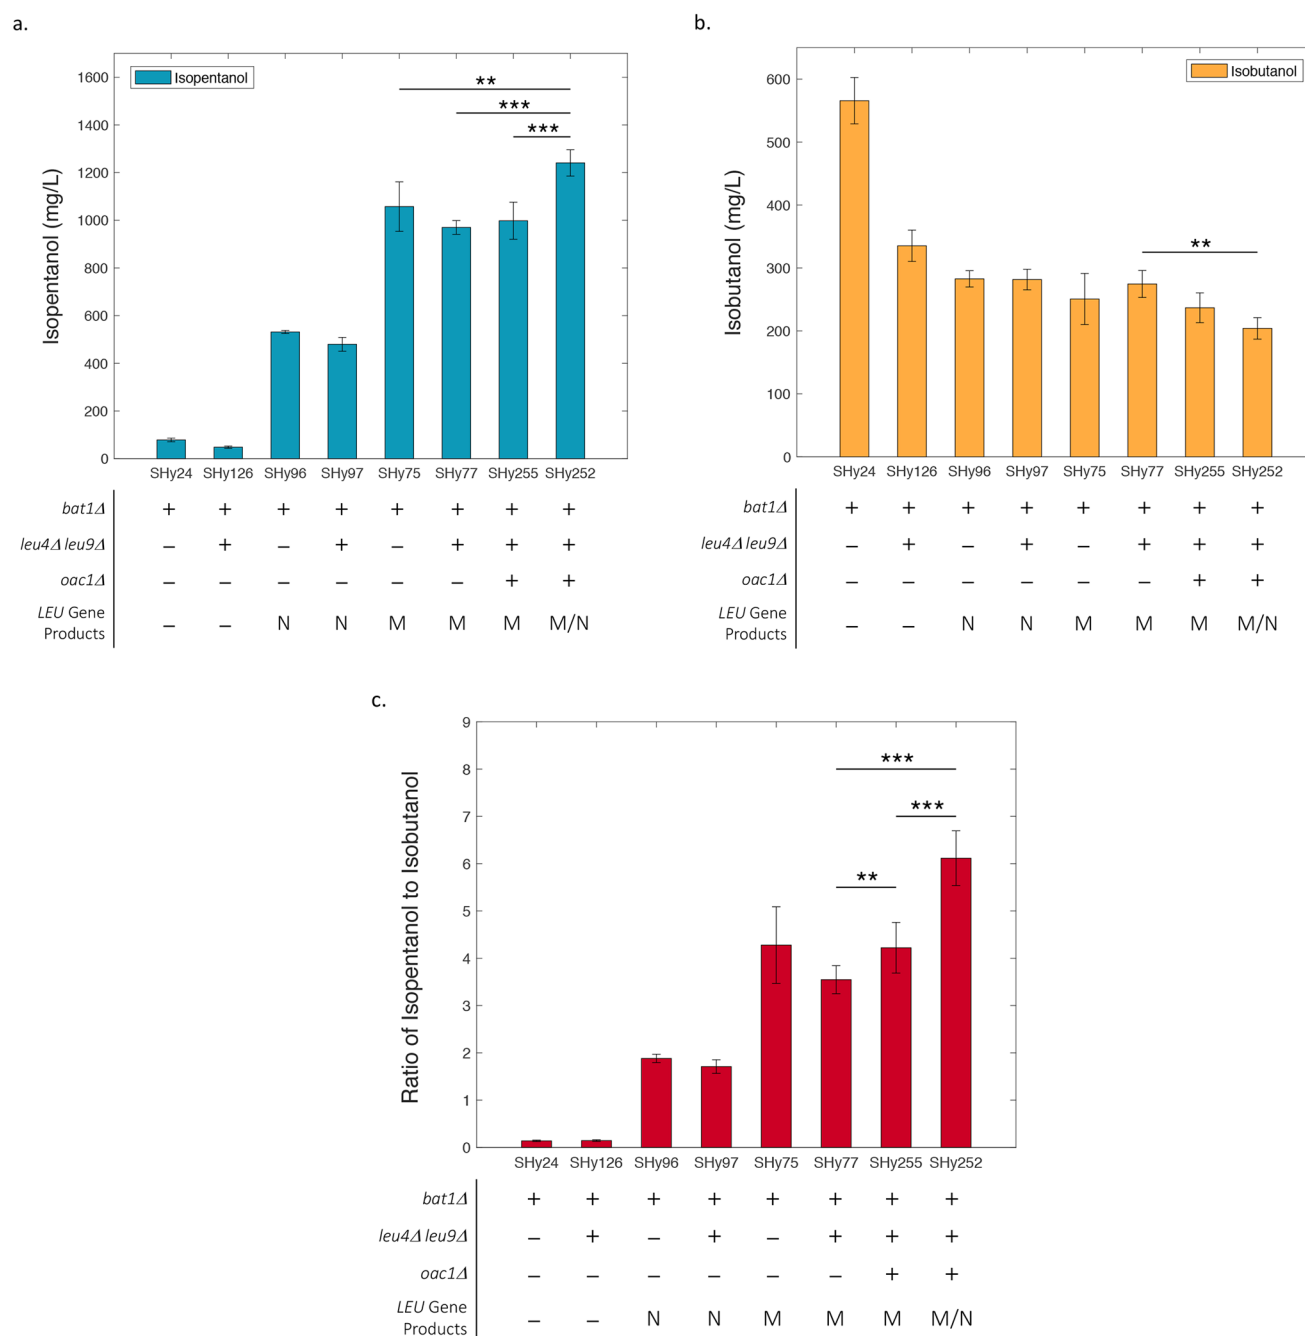 a.
Isopentanol
Isopentanol (mg/L)
1600
1400
1200
1000
800
600
400
200
0
**
***
***
SHy24 SHy126 SHy96 SHy97 SHy75 SHy77 SHy255 SHy252
bat1Δ + + + + + + + +
leu4Δ leu9Δ – + – + – + + +
oac1Δ – – – – – – + +
LEU Gene
Products – – N N M M M M/N
b.
Isobutanol
Isobutanol (mg/L)
600
500
400
300
200
100
0
**
SHy24 SHy126 SHy96 SHy97 SHy75 SHy77 SHy255 SHy252
bat1Δ + + + + + + + +
leu4Δ leu9Δ – + – + – + + +
oac1Δ – – – – – – + +
LEU Gene
Products – – N N M M M M/N
c.
Ratio of Isopentanol to Isobutanol
9
8
7
6
5
4
3
2
1
0
***
***
**
SHy24 SHy126 SHy96 SHy97 SHy75 SHy77 SHy255 SHy252
bat1Δ + + + + + + + +
leu4Δ leu9Δ – + – + – + + +
oac1Δ – – – – – – + +
LEU Gene
Products – – N N M M M M/N